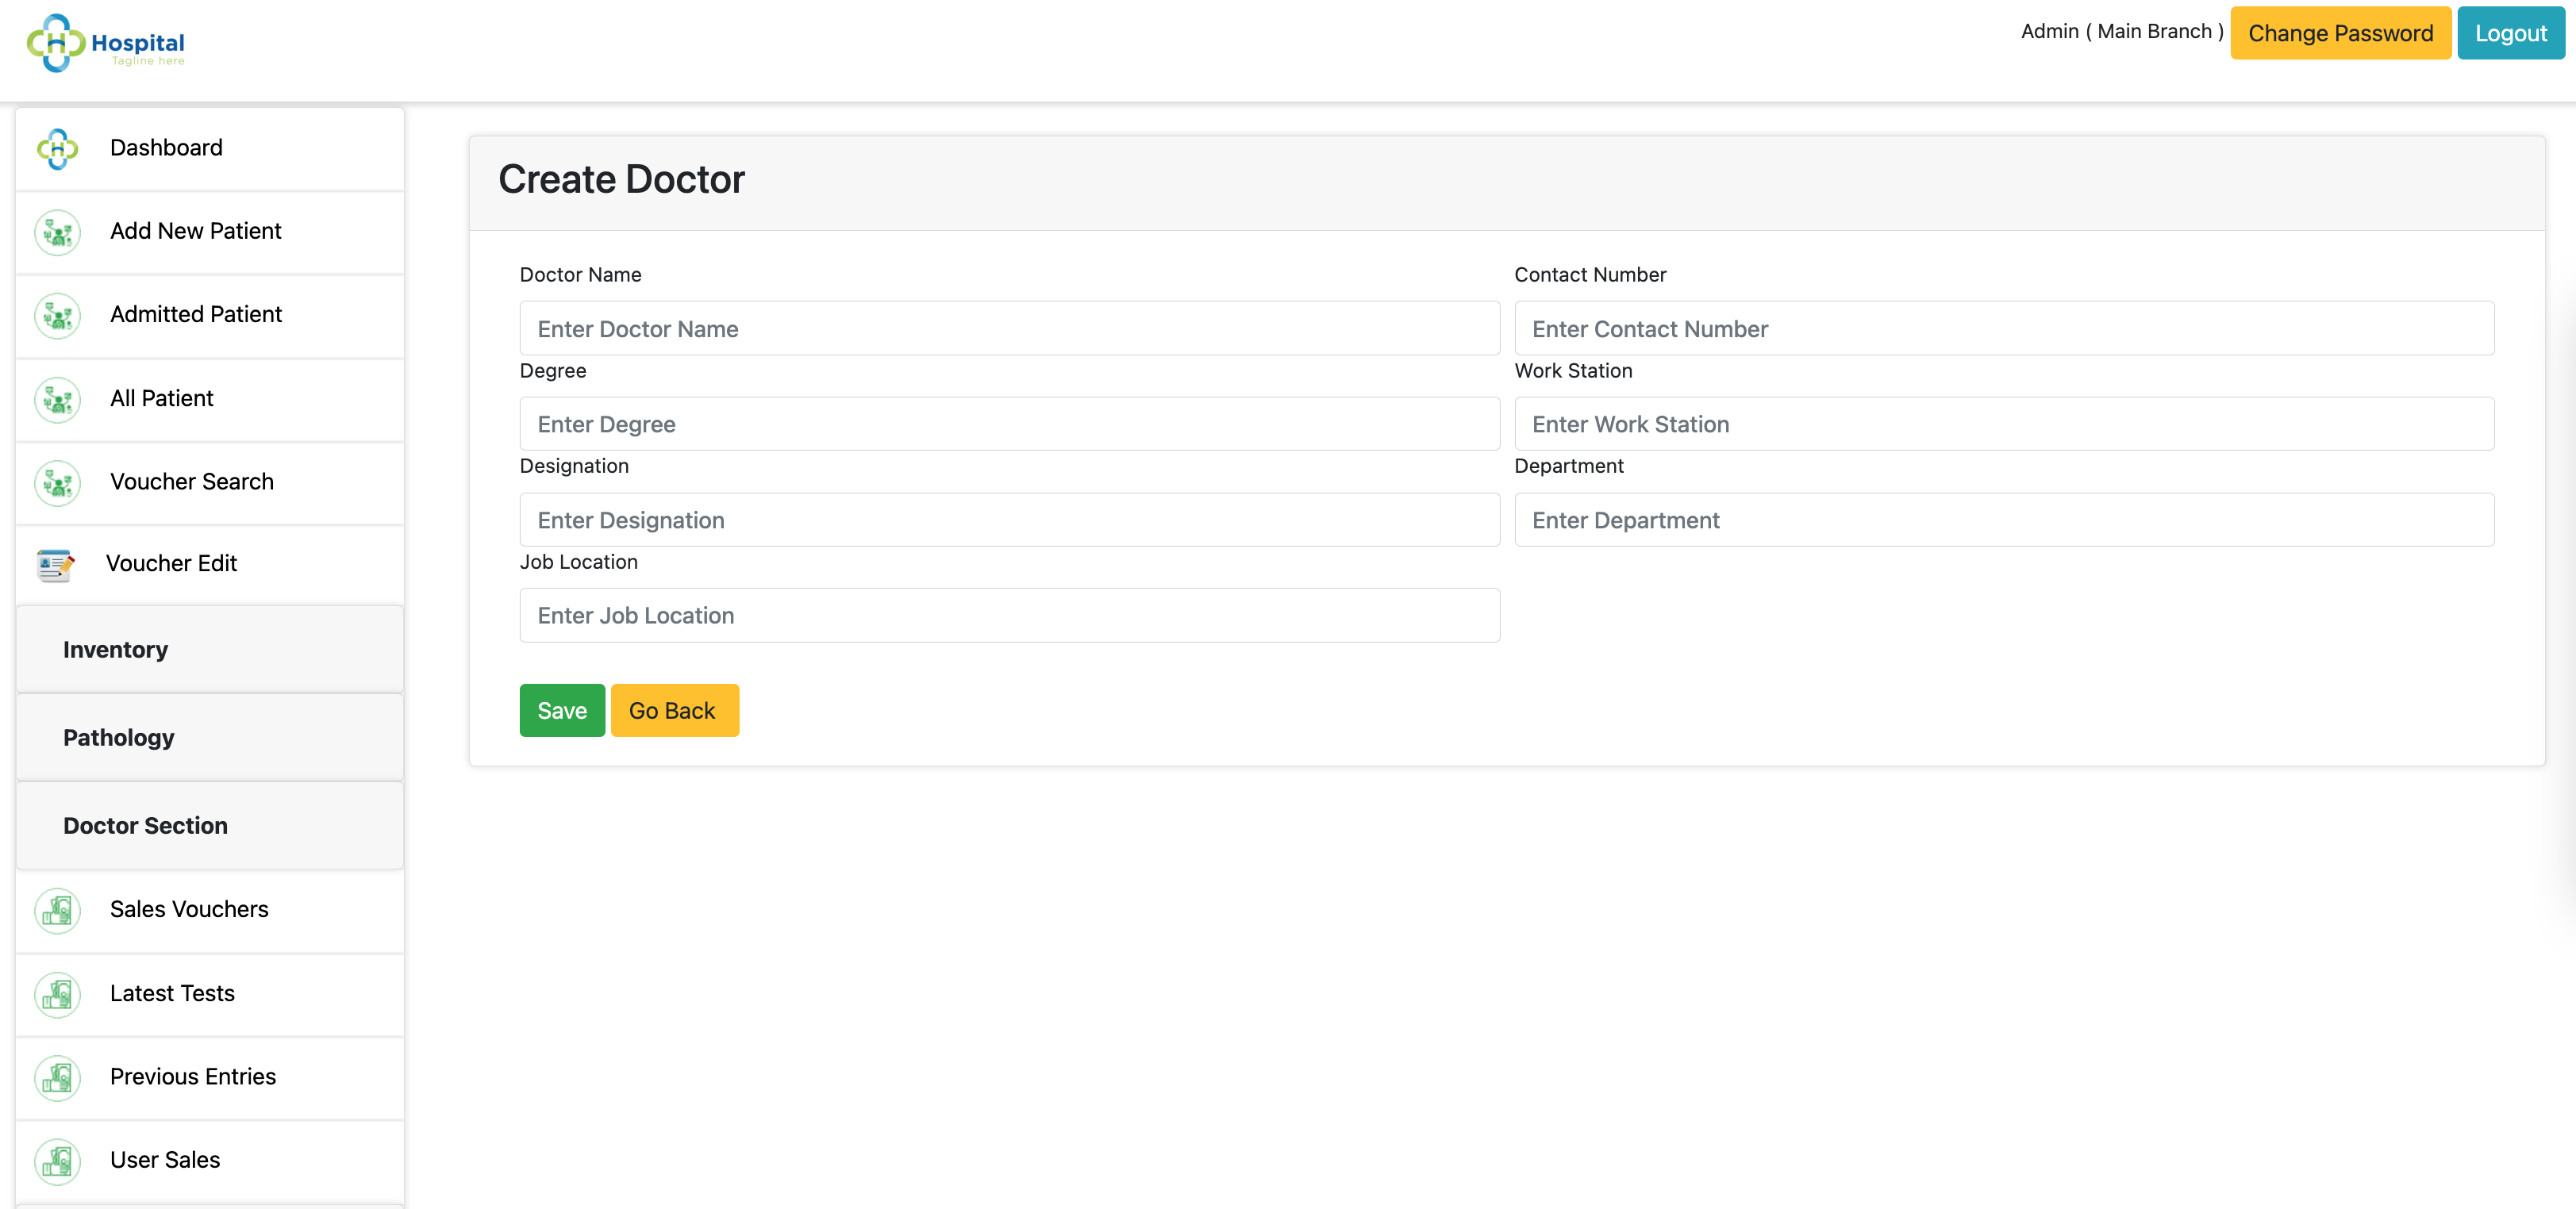 Hospital
Tagline here
Admin ( Main Branch )
Change Password
Logout
Dashboard
Add New Patient
Admitted Patient
All Patient
Voucher Search
Voucher Edit
Inventory
Pathology
Doctor Section
Sales Vouchers
Latest Tests
Previous Entries
User Sales
Create Doctor
Doctor Name
Enter Doctor Name
Contact Number
Enter Contact Number
Degree
Enter Degree
Work Station
Enter Work Station
Designation
Enter Designation
Department
Enter Department
Job Location
Enter Job Location
Save
Go Back